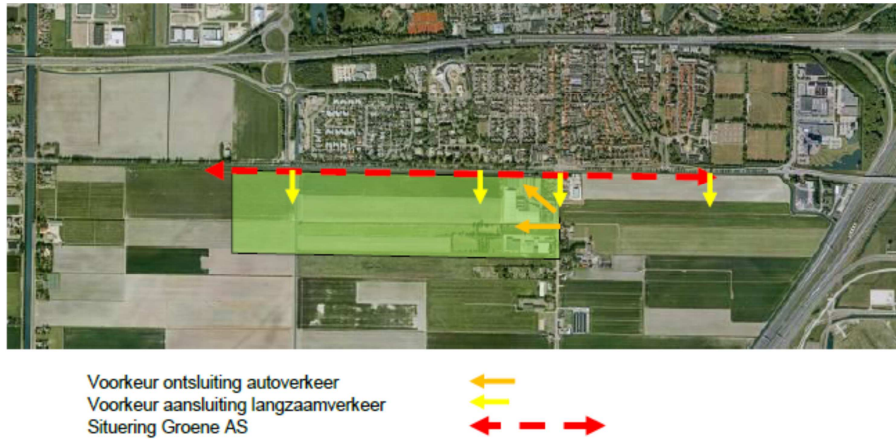 Voorkeur ontsluiting autoverkeer
Voorkeur aansluiting langzaamverkeer
Situering Groene AS